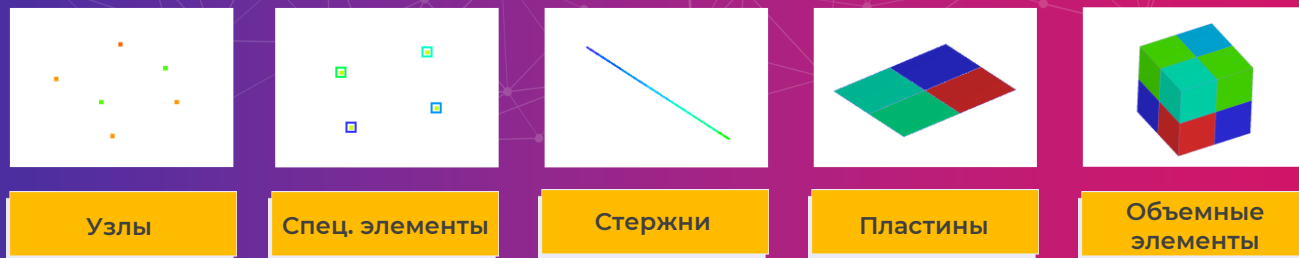 Узлы
Спец. элементы
Стержни
Пластины
Объемные
элементы